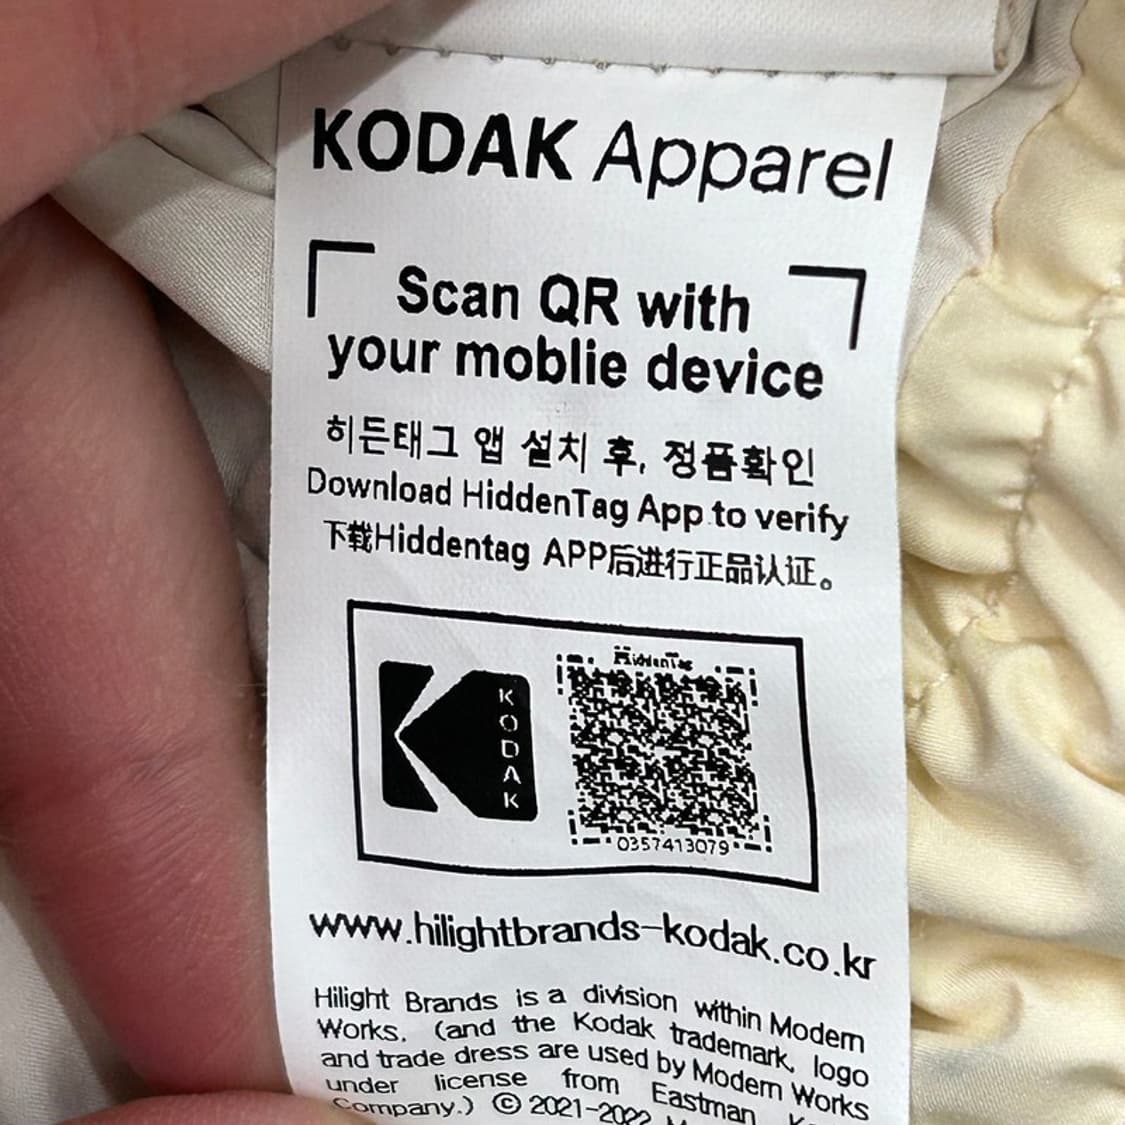 KODAK Apparel
Scan QR with
your moblie device
히든태그 앱 설치 후, 정품확인
Download HiddenTag App to verify
下载Hiddentag APP后进行正品认证。
KODAK
HiddenTag
0357413079
www.hilightbrands-kodak.co.kr
Hilight Brands is a division within Modern
Works. (and the Kodak trademark, logo
and trade dress are used by Modern Works
under license from Eastman
Company.) © 2021-2022